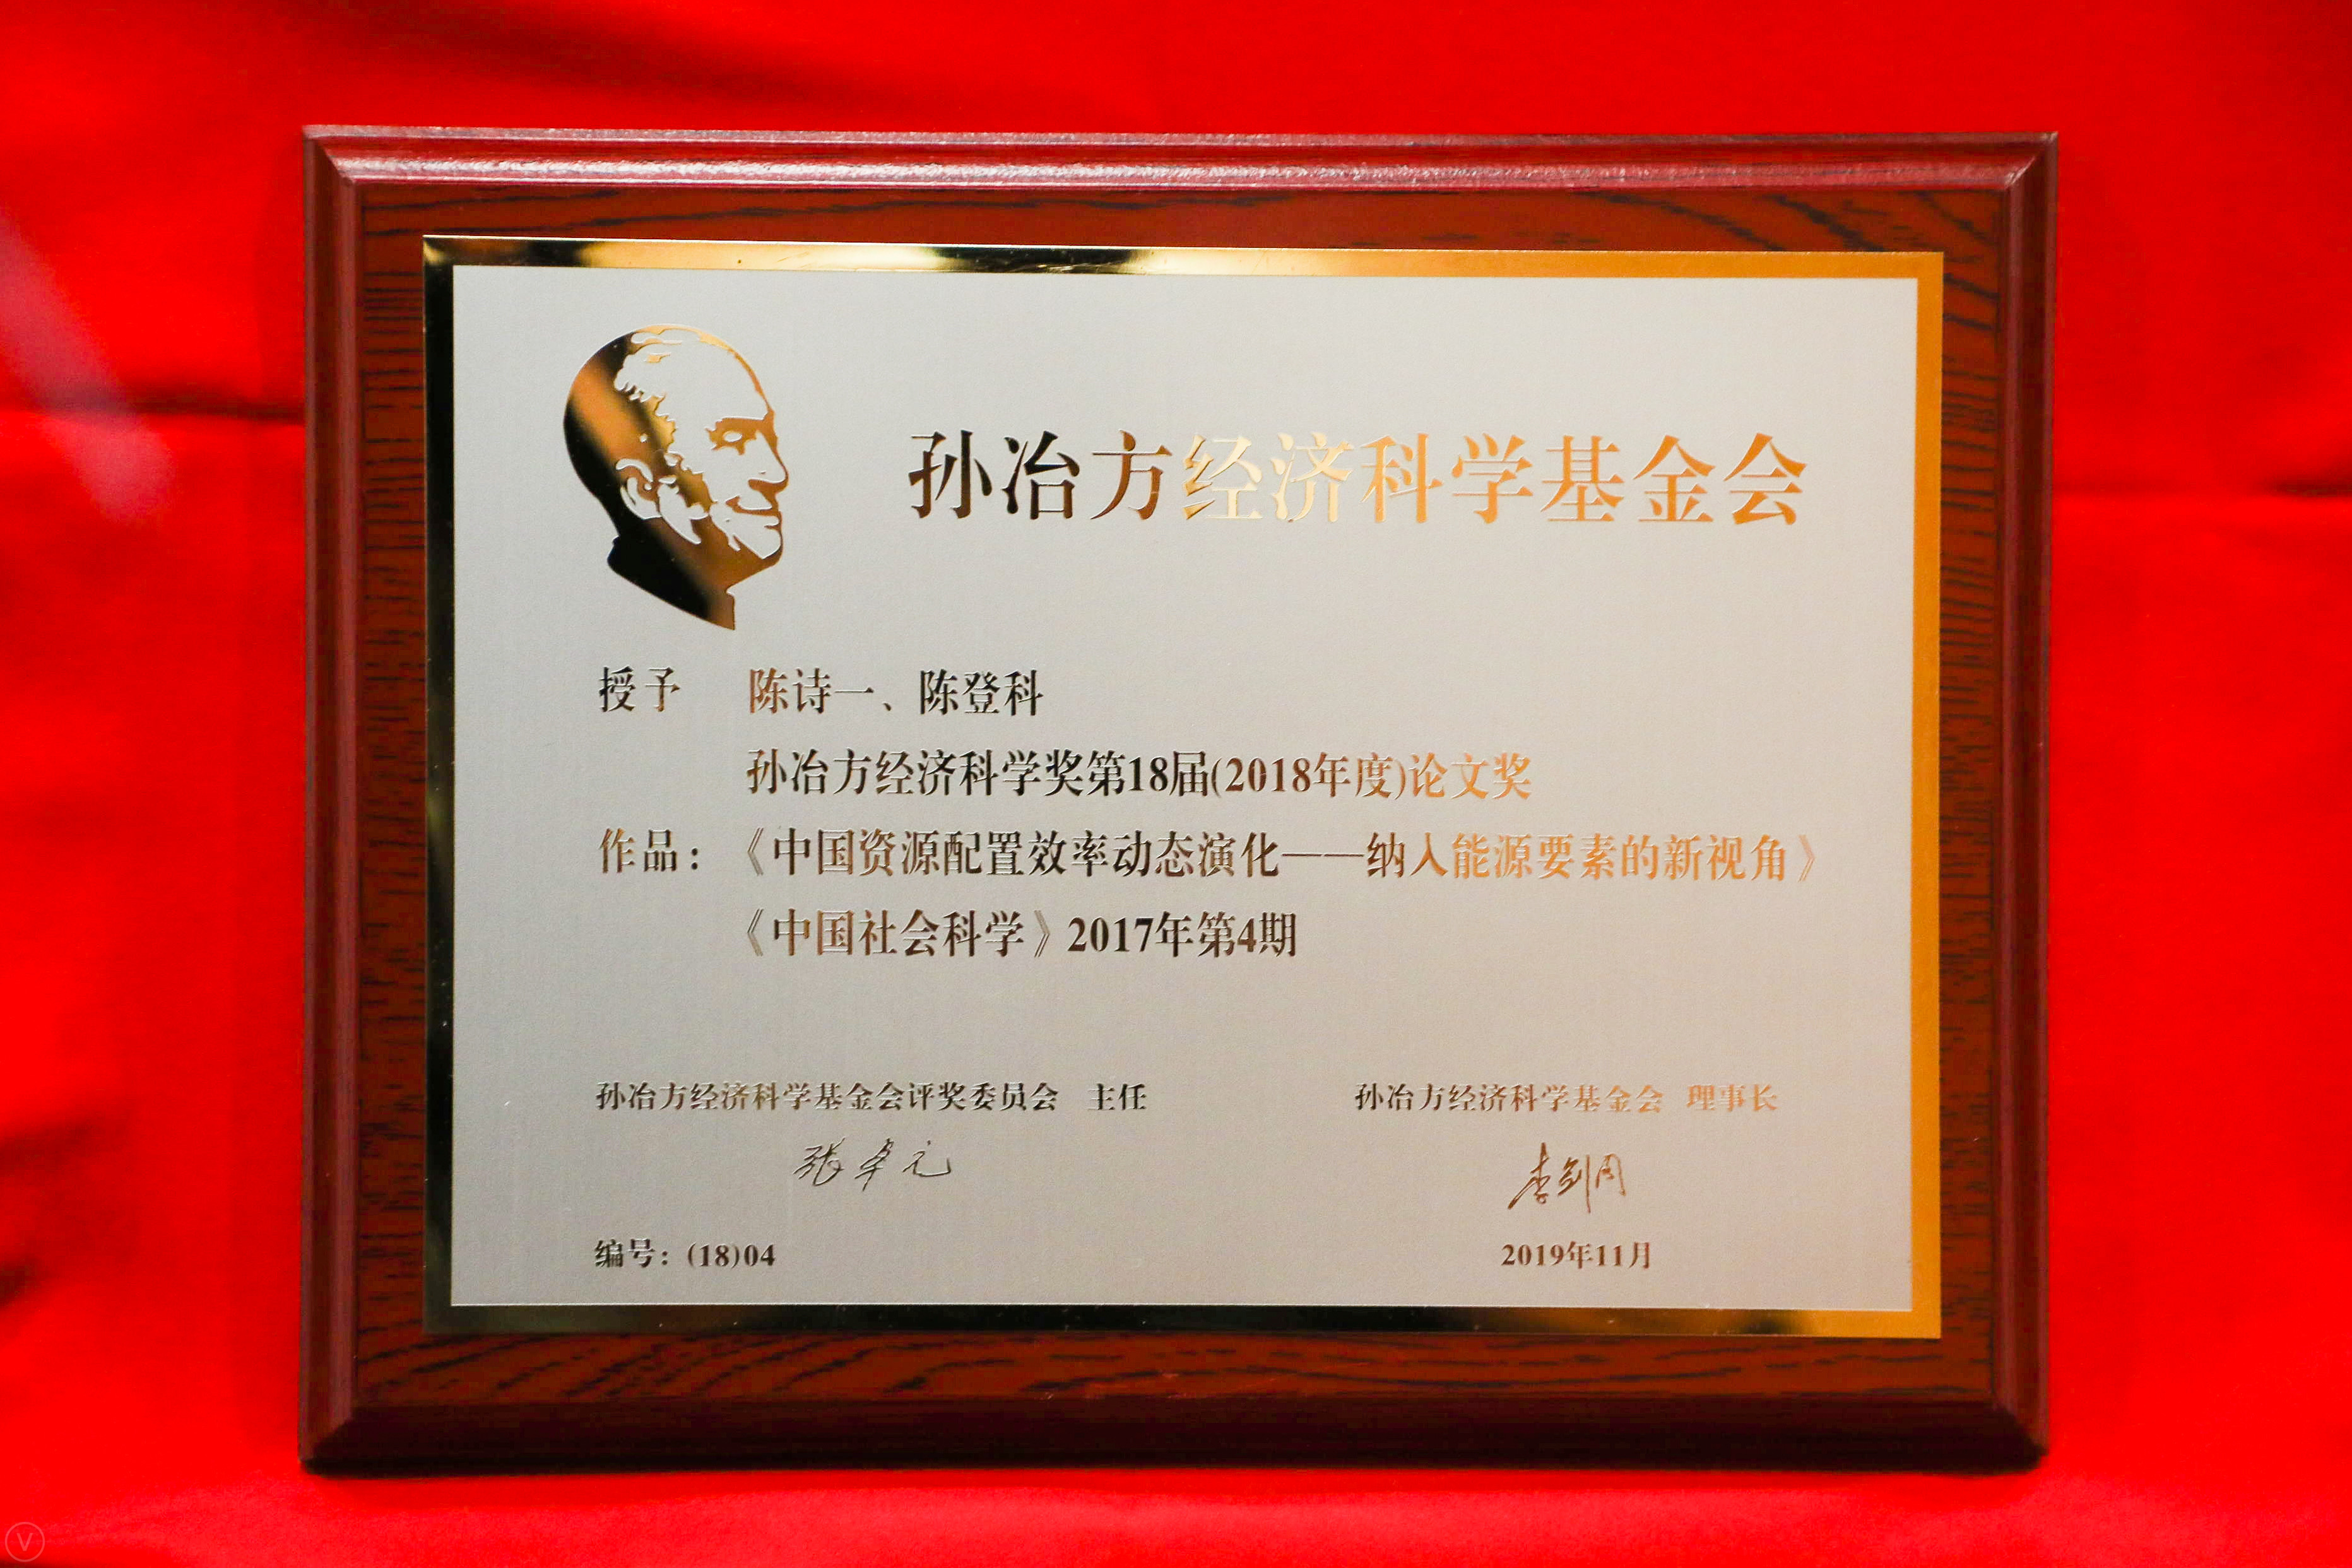 孙冶方经济科学基金会
授予 陈诗一、陈登科
孙冶方经济科学奖第18届(2018年度)论文奖
作品：《中国资源配置效率动态演化——纳入能源要素的新视角》
《中国社会科学》2017年第4期
孙冶方经济科学基金会评奖委员会 主任
孙冶方经济科学基金会 理事长
张卓元
李剑阁
编号：(18)04
2019年11月
V